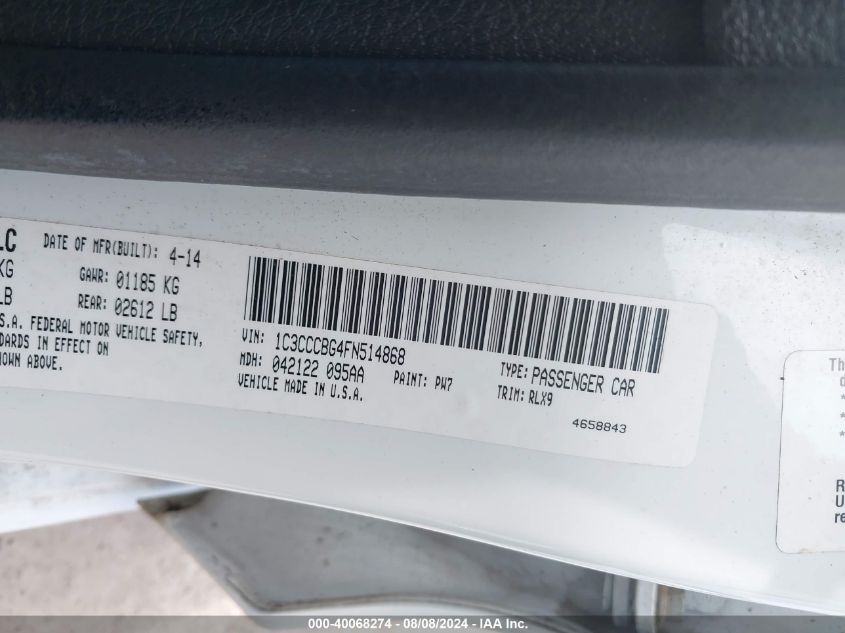 LC DATE OF MFR(BUILT): 4-14
KG GAWR: 01185 KG
LB REAR: 02612 LB
S.A. FEDERAL MOTOR VEHICLE SAFETY,
DARDS IN EFFECT ON
HOWN ABOVE.
VIN: 1C3CCCBG4FN514868
MDH: 042122 095AA PAINT: PW7
VEHICLE MADE IN U.S.A.
TYPE: PASSENGER CAR
TRIM: RLX9
4658843
Th
d
*
*
*
R
U
re
000-40068274 - 08/08/2024 - IAA Inc.